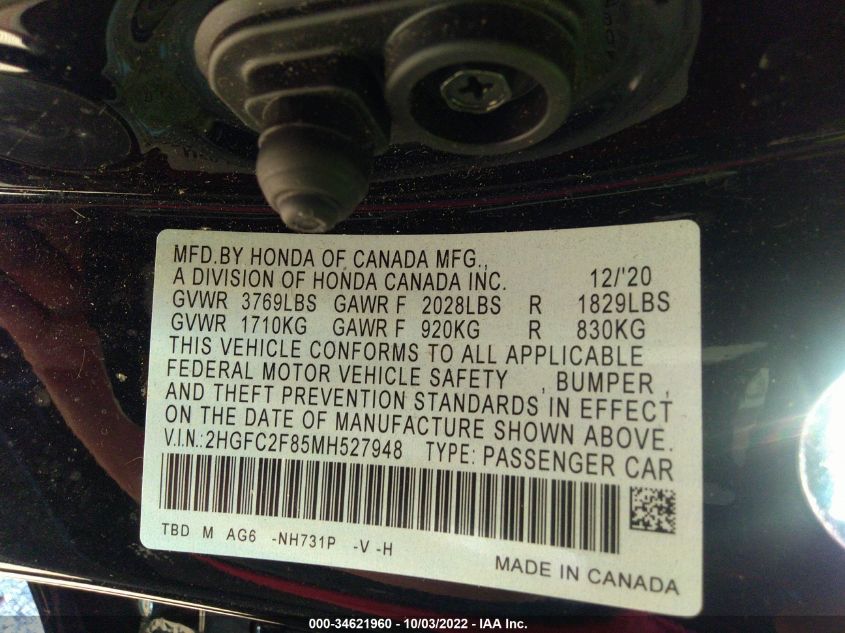 MFD.BY HONDA OF CANADA MFG.,
A DIVISION OF HONDA CANADA INC. 12/'20
GVWR 3769LBS GAWR F 2028LBS R 1829LBS
GVWR 1710KG GAWR F 920KG R 830KG
THIS VEHICLE CONFORMS TO ALL APPLICABLE
FEDERAL MOTOR VEHICLE SAFETY , BUMPER ,
AND THEFT PREVENTION STANDARDS IN EFFECT
ON THE DATE OF MANUFACTURE SHOWN ABOVE.
V.I.N.:2HGFC2F85MH527948 TYPE: PASSENGER CAR
TBD M AG6 -NH731P -V -H
MADE IN CANADA
000-34621960 - 10/03/2022 - IAA Inc.